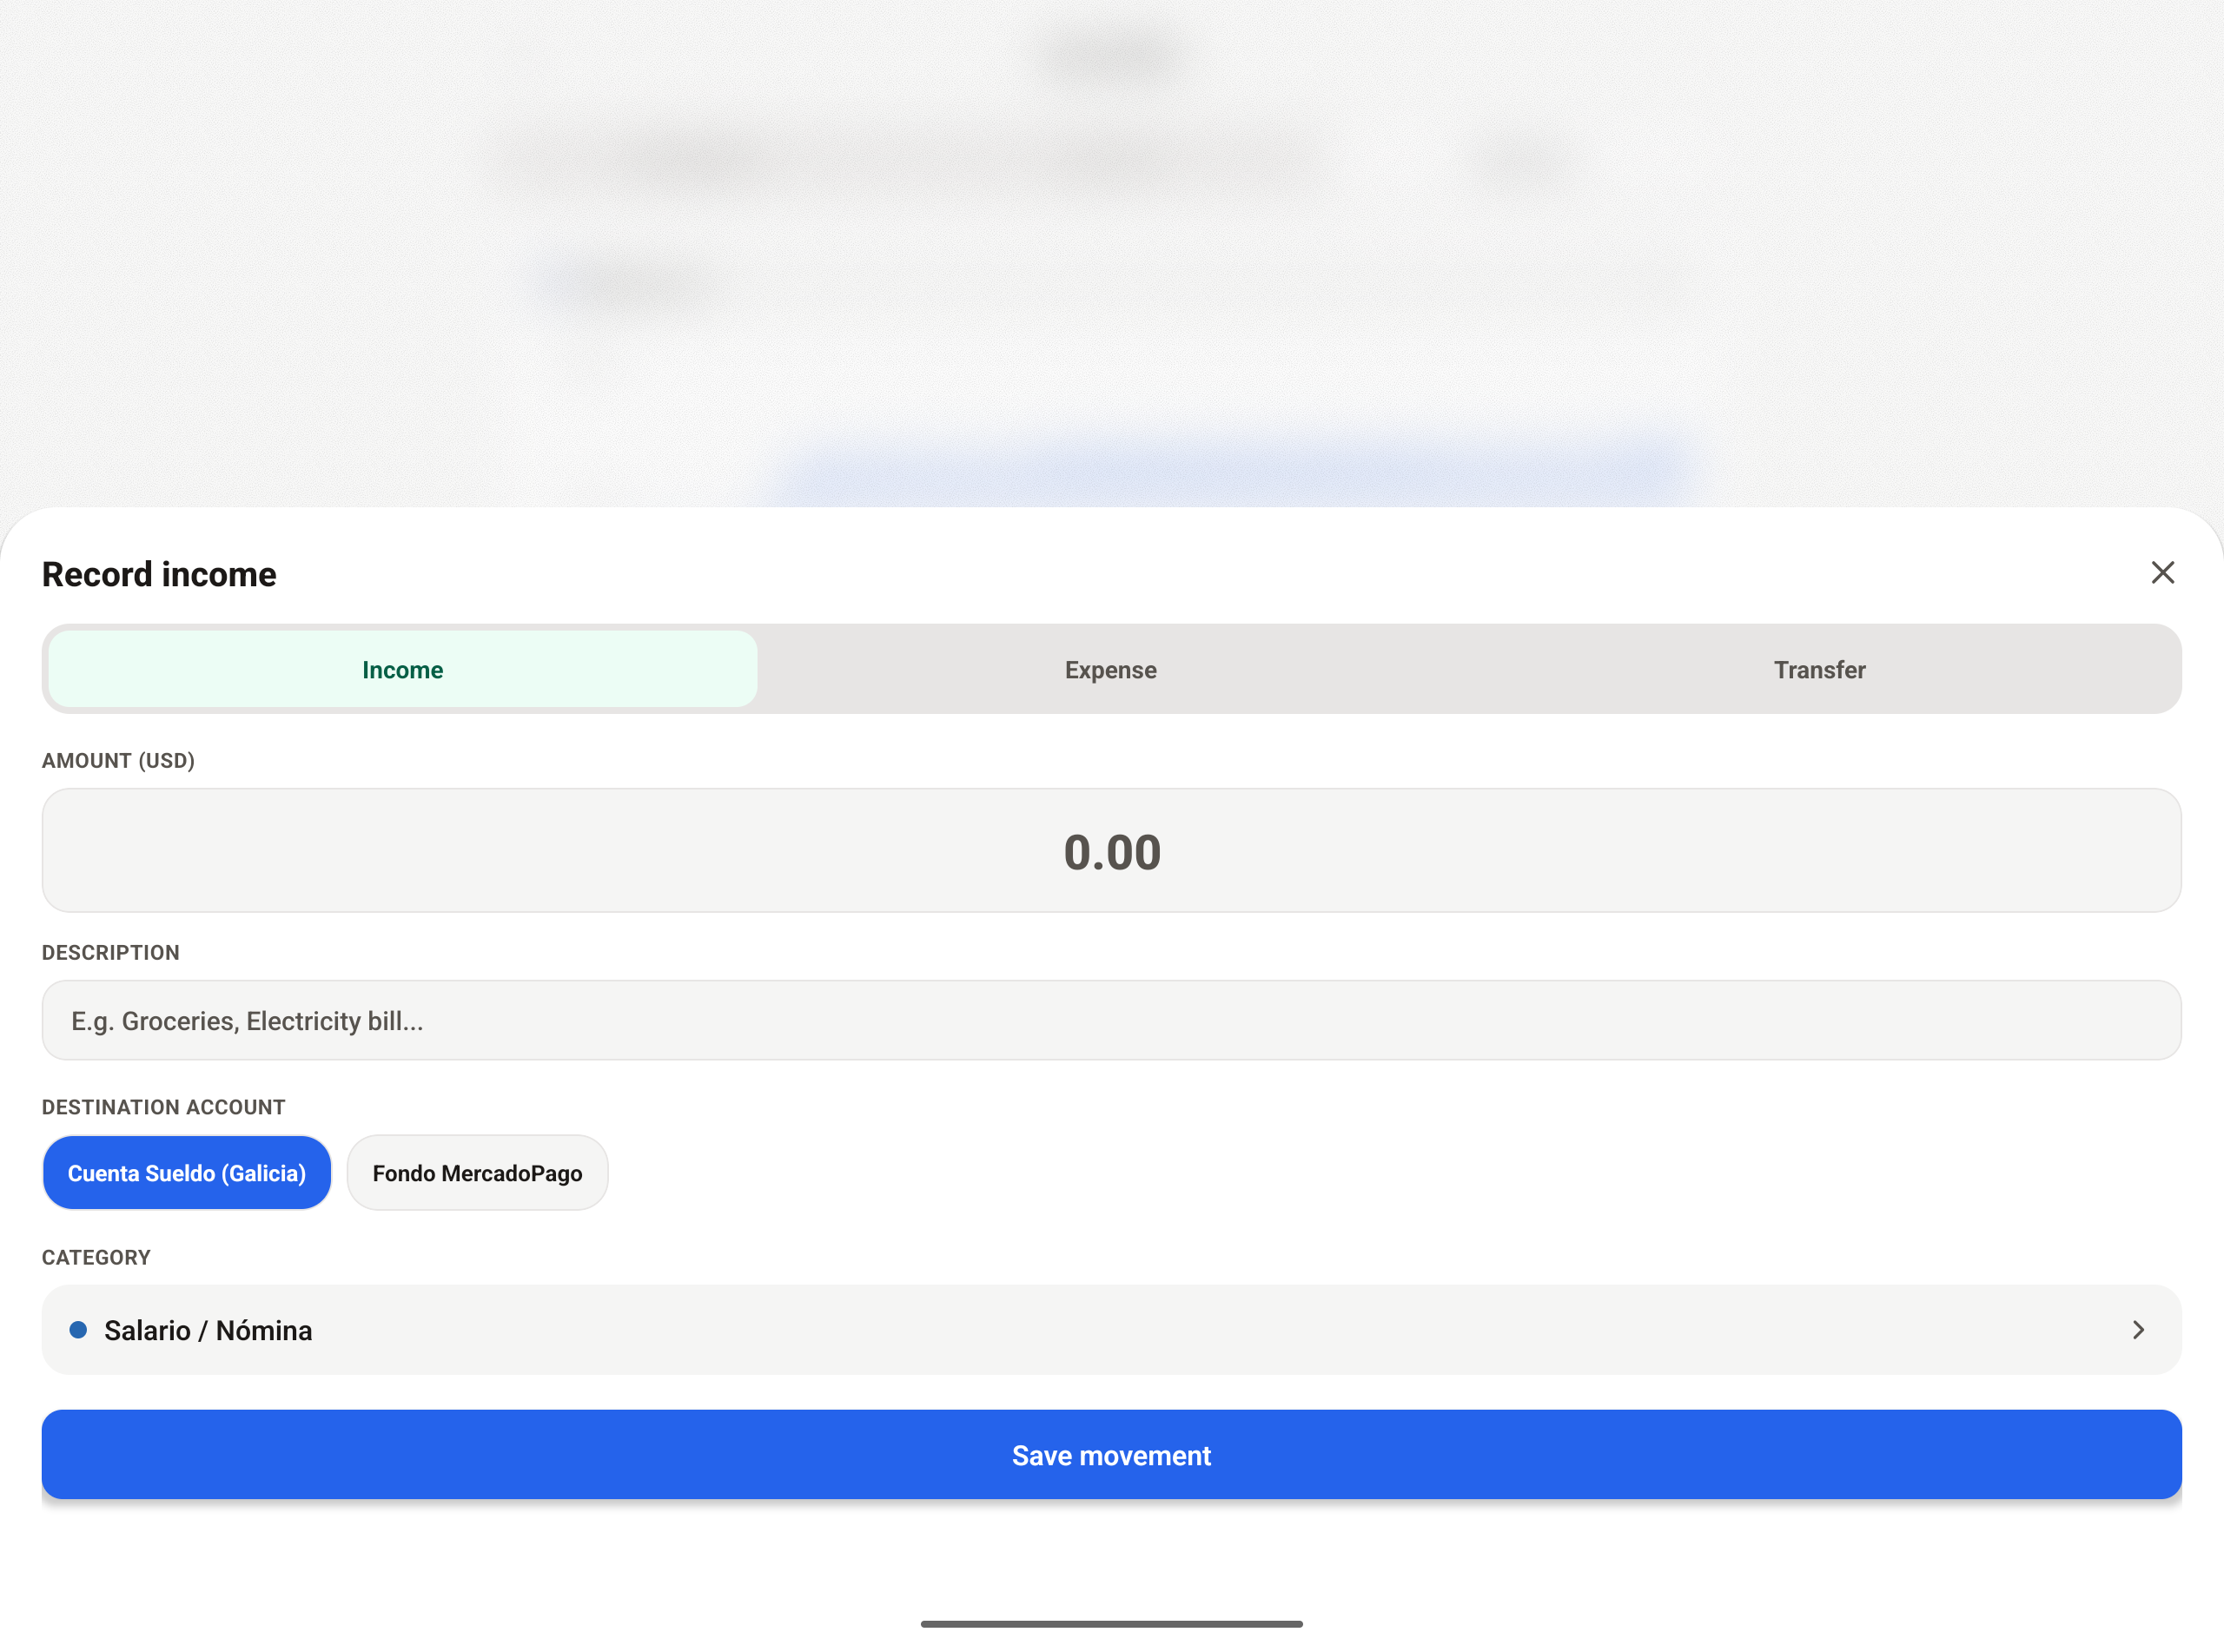 Record income
Income
Expense
Transfer
AMOUNT (USD)
0.00
DESCRIPTION
E.g. Groceries, Electricity bill...
DESTINATION ACCOUNT
Cuenta Sueldo (Galicia)
Fondo MercadoPago
CATEGORY
Salario / Nómina
Save movement